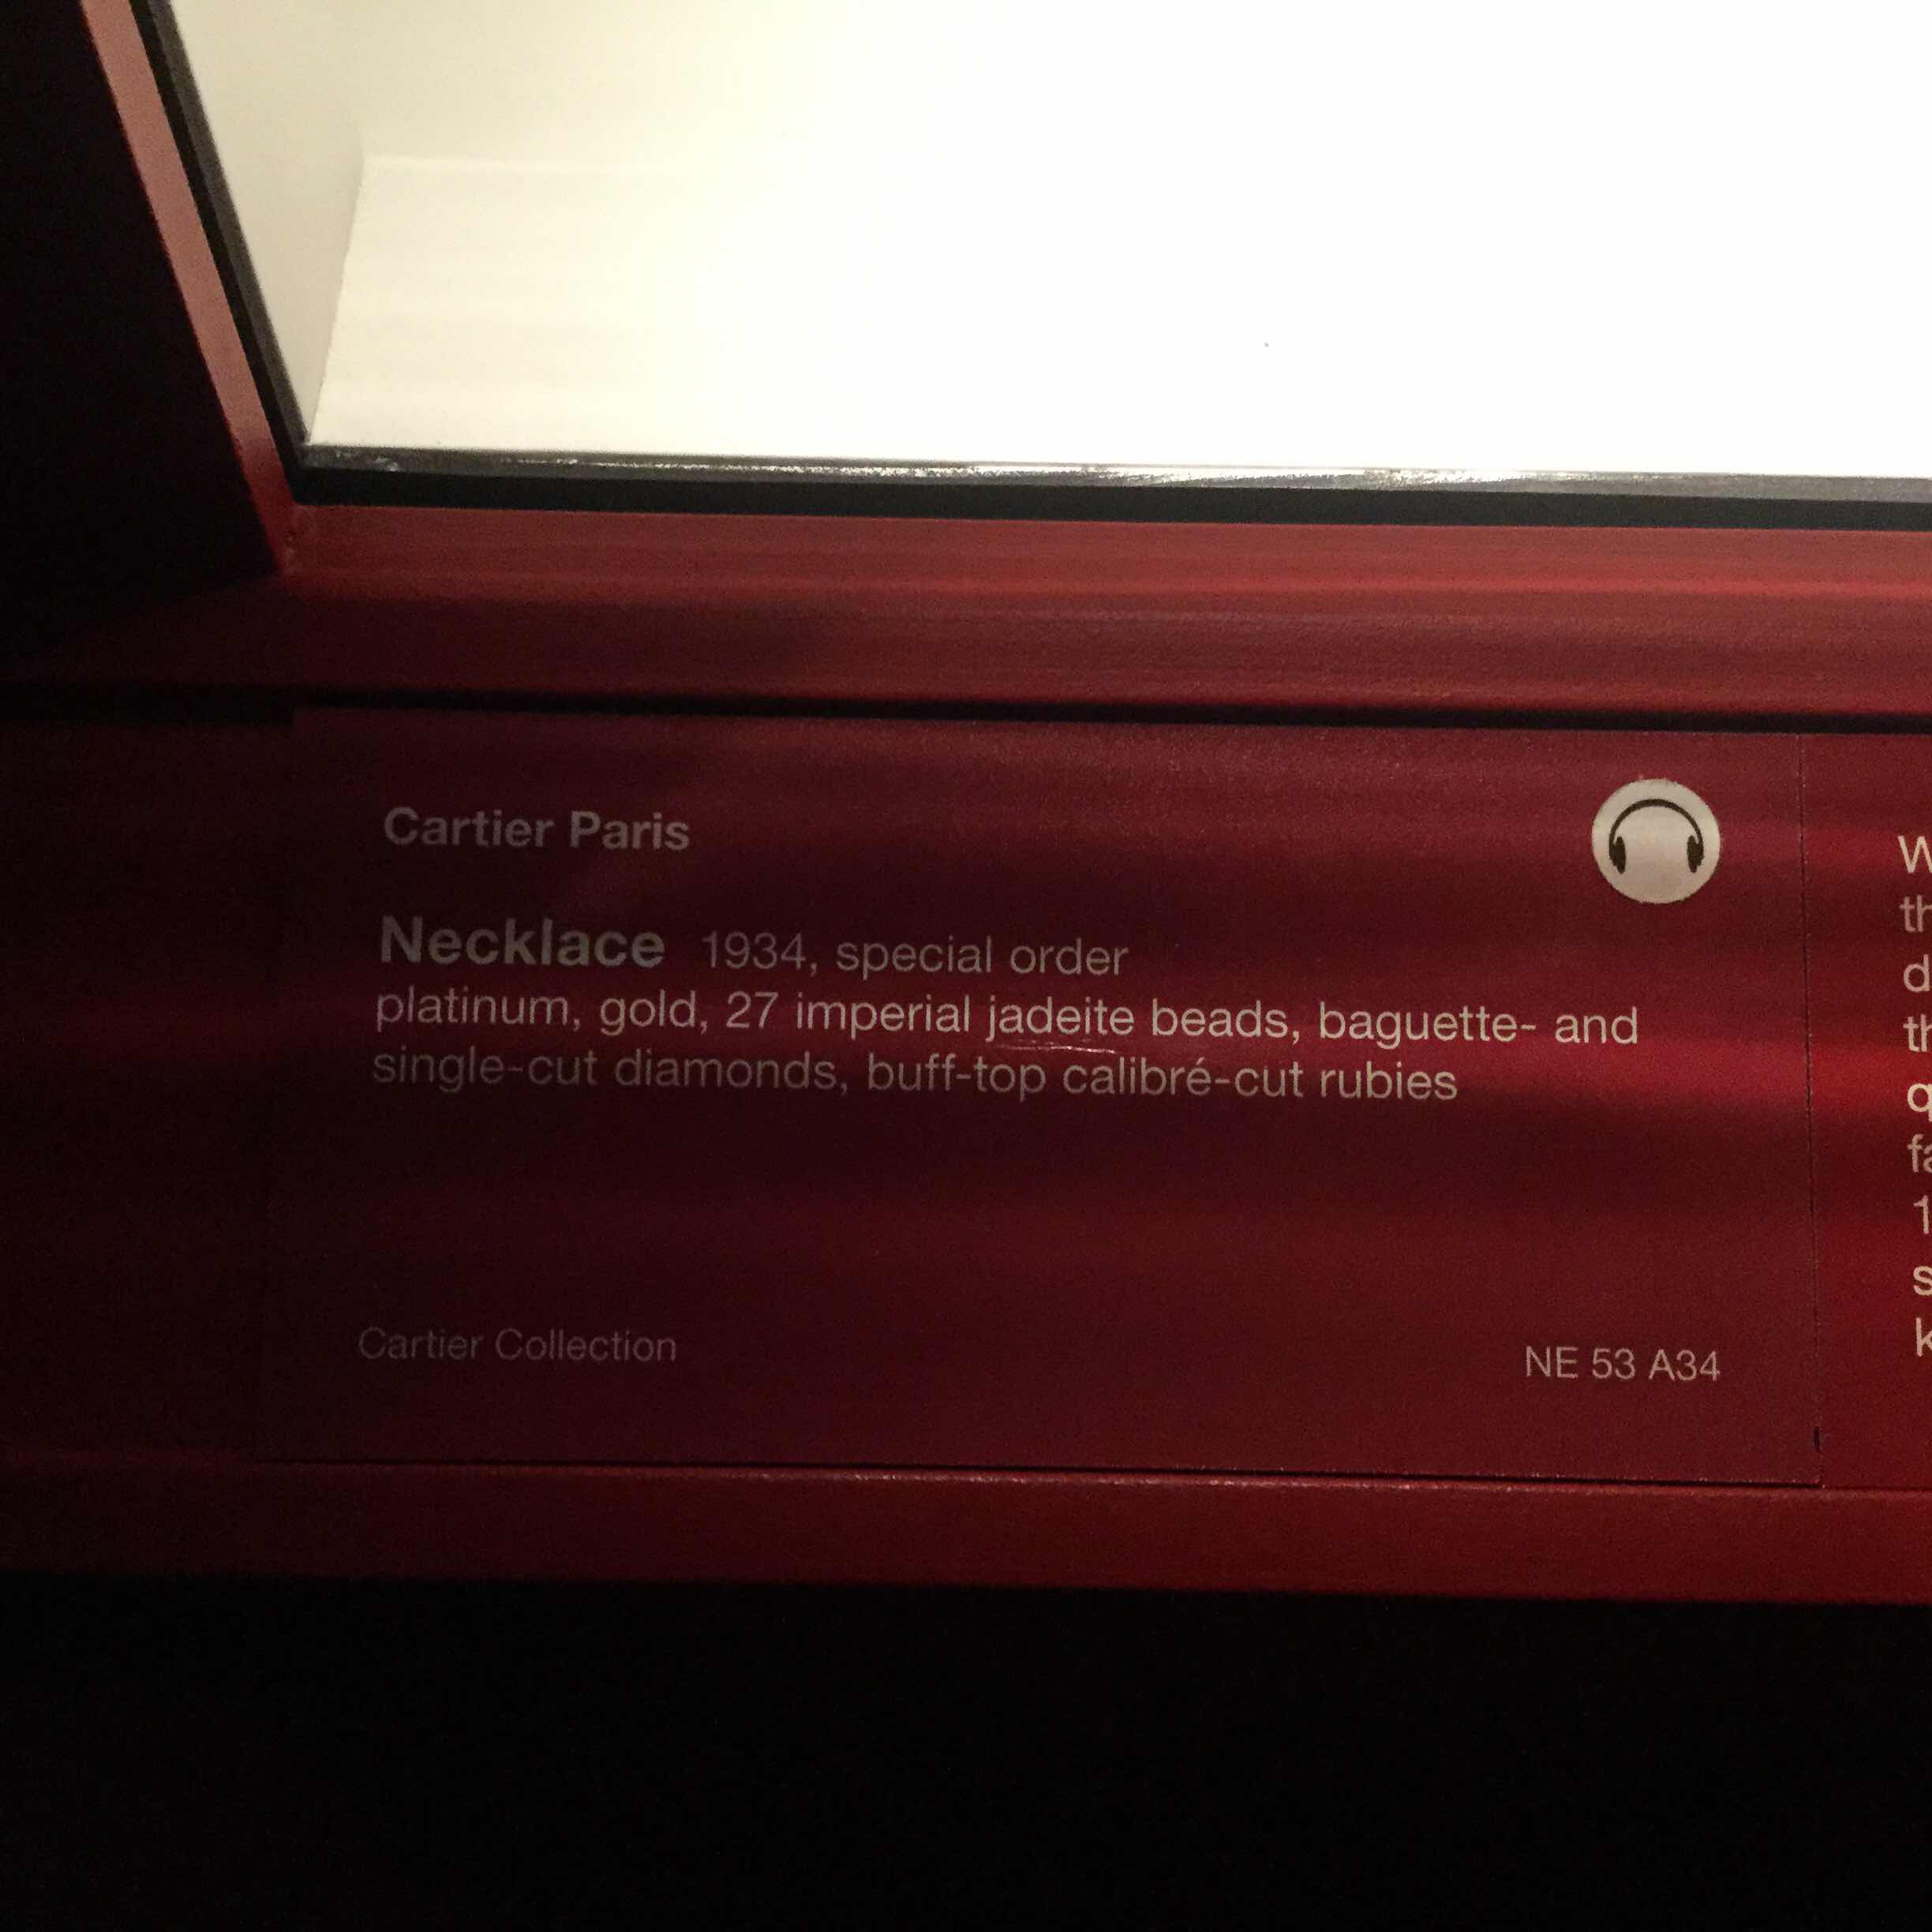 Cartier Paris
Necklace 1934, special order
platinum, gold, 27 imperial jadeite beads, baguette- and
single-cut diamonds, buff-top calibré-cut rubies
Cartier Collection
NE 53 A34